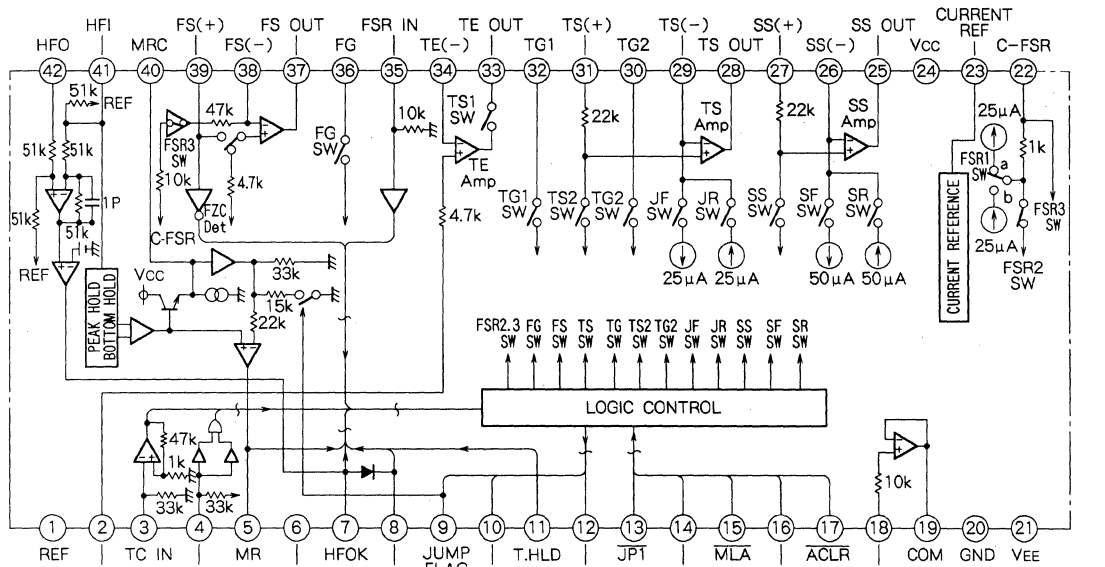 HFO HFI MRC FS(+) FS(-) FS OUT FG FSR IN TE(-) TE OUT TG1 TS(+) TG2 TS(-) TS OUT SS(+) SS(-) SS OUT Vcc CURRENT REF C-FSR
42 41 40 39 38 37 36 35 34 33 32 31 30 29 28 27 26 25 24 23 22
51k
REF
51k
51k
51k
1P
51k
REF
FSR3 SW
10k
47k
4.7k
FZC Det
C-FSR
FG SW
10k
TS1 SW
TE Amp
4.7k
22k
TS Amp
22k
SS Amp
TG1 SW
TS2 SW
TG2 SW
JF SW
JR SW
SS SW
SF SW
SR SW
25µA
25µA
50µA
50µA
CURRENT REFERENCE
25µA
FSR1 SW
a
b
25µA
1k
FSR3 SW
FSR2 SW
Vcc
33k
15k
22k
PEAK HOLD
BOTTOM HOLD
FSR2.3 SW
FG SW
FS SW
TS SW
TG SW
TS2 SW
TG2 SW
JF SW
JR SW
SS SW
SF SW
SR SW
LOGIC CONTROL
47k
1k
33k
33k
10k
1 2 3 4 5 6 7 8 9 10 11 12 13 14 15 16 17 18 19 20 21
REF TC IN MR HFOK JUMP T.HLD JP1 MLA ACLR COM GND VEE
FLAG